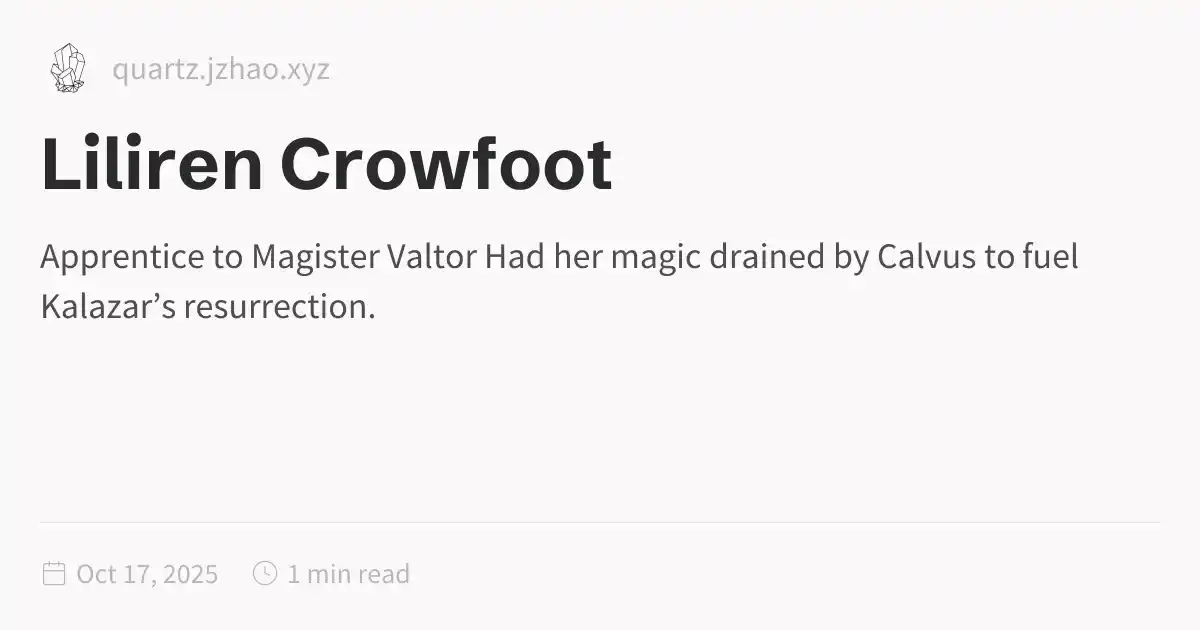 quartz.jzhao.xyz
Liliren Crowfoot
Apprentice to Magister Valtor Had her magic drained by Calvus to fuel
Kalazar’s resurrection.
Oct 17, 2025 1 min read